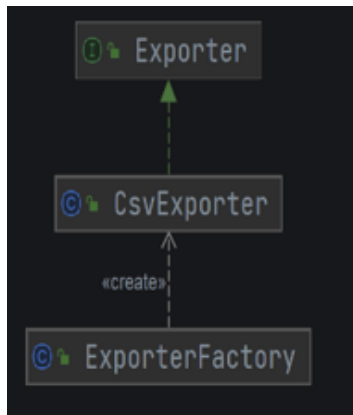 I Exporter
C CsvExporter
«create»
C ExporterFactory